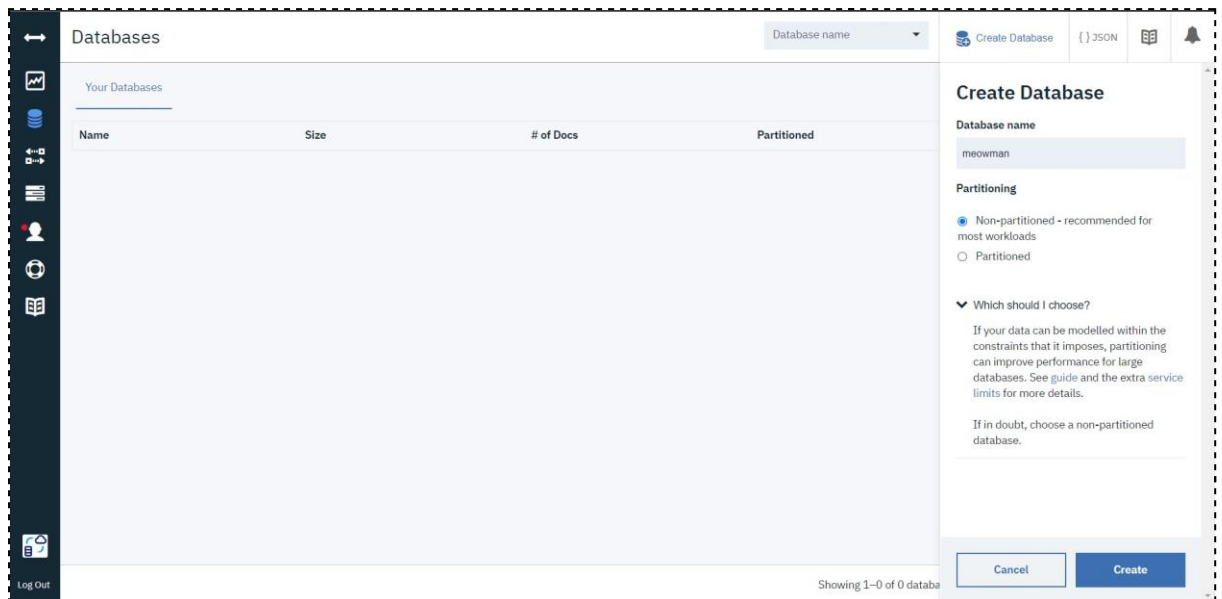 Databases
Database name
Create Database
{ } JSON
Your Databases
Name Size # of Docs Partitioned
Create Database
Database name
meowman
Partitioning
Non-partitioned - recommended for
most workloads
Partitioned
Which should I choose?
If your data can be modelled within the
constraints that it imposes, partitioning
can improve performance for large
databases. See guide and the extra service
limits for more details.
If in doubt, choose a non-partitioned
database.
Cancel
Create
Log Out
Showing 1–0 of 0 databa